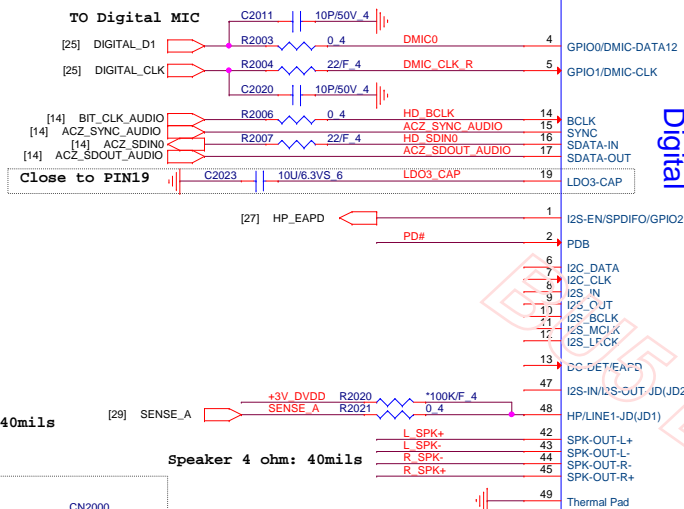 TO Digital MIC
C2011 10P/50V_4
[25] DIGITAL_D1 R2003 0_4 DMIC0 4 GPIO0/DMIC-DATA12
[25] DIGITAL_CLK R2004 22/F_4 DMIC_CLK_R 5 GPIO1/DMIC-CLK
C2020 10P/50V_4
Digital
[14] BIT_CLK_AUDIO R2006 0_4 HD_BCLK 14 BCLK
[14] ACZ_SYNC_AUDIO ACZ_SYNC_AUDIO 15 SYNC
[14] ACZ_SDIN0 R2007 22/F_4 HD_SDIN0 16 SDATA-IN
[14] ACZ_SDOUT_AUDIO ACZ_SDOUT_AUDIO 17 SDATA-OUT
Close to PIN19 C2023 10U/6.3VS_6 LDO3_CAP 19 LDO3-CAP
[27] HP_EAPD 1 I2S-EN/SPDIFO/GPIO2
PD# 2 PDB
6 I2C_DATA
7 I2C_CLK
8 I2S_IN
9 I2S_OUT
10 I2S_BCLK
11 I2S_MCLK
12 I2S_LRCK
13 DC-DET/EAPD
47 I2S-IN/I2S-OUT-JD(JD2
+3V_DVDD R2020 *100K/F_4
[29] SENSE_A SENSE_A R2021 0_4 48 HP/LINE1-JD(JD1)
40mils
L_SPK+ 42 SPK-OUT-L+
L_SPK- 43 SPK-OUT-L-
Speaker 4 ohm: 40mils R_SPK- 44 SPK-OUT-R-
R_SPK+ 45 SPK-OUT-R+
49 Thermal Pad
CN2000
BU5